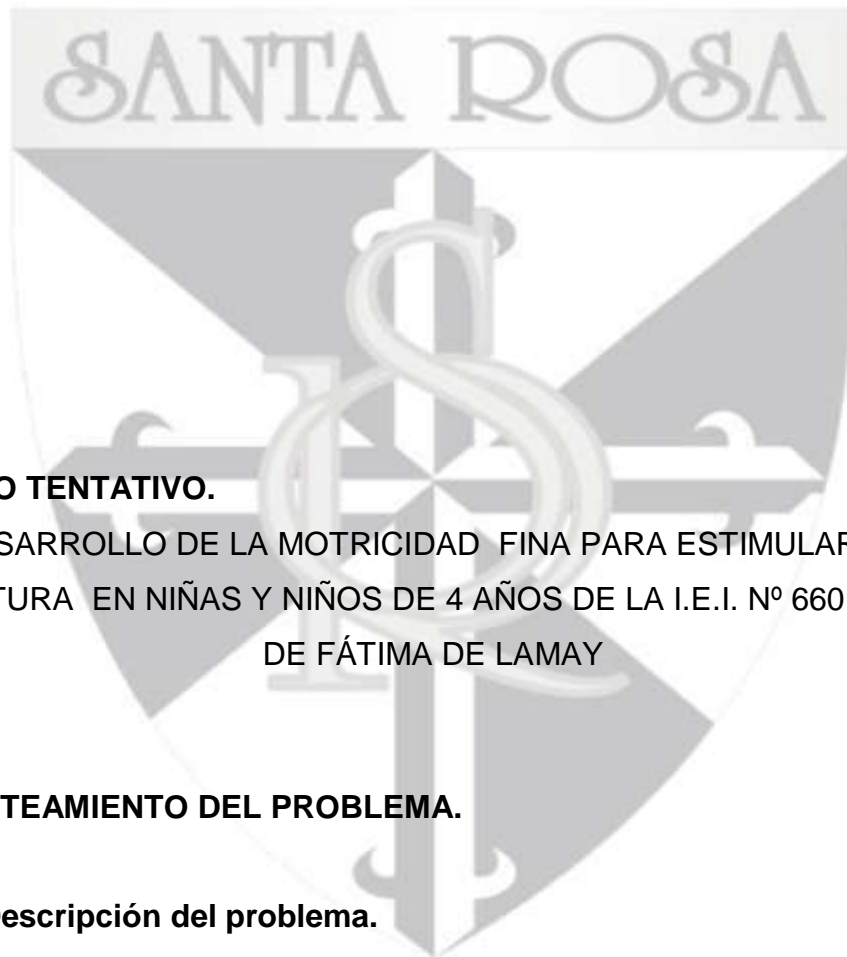 SANTA ROSA
O TENTATIVO.
SARROLLO DE LA MOTRICIDAD FINA PARA ESTIMULAR
TURA EN NIÑAS Y NIÑOS DE 4 AÑOS DE LA I.E.I. Nº 660
DE FÁTIMA DE LAMAY
TEAMIENTO DEL PROBLEMA.
escripción del problema.